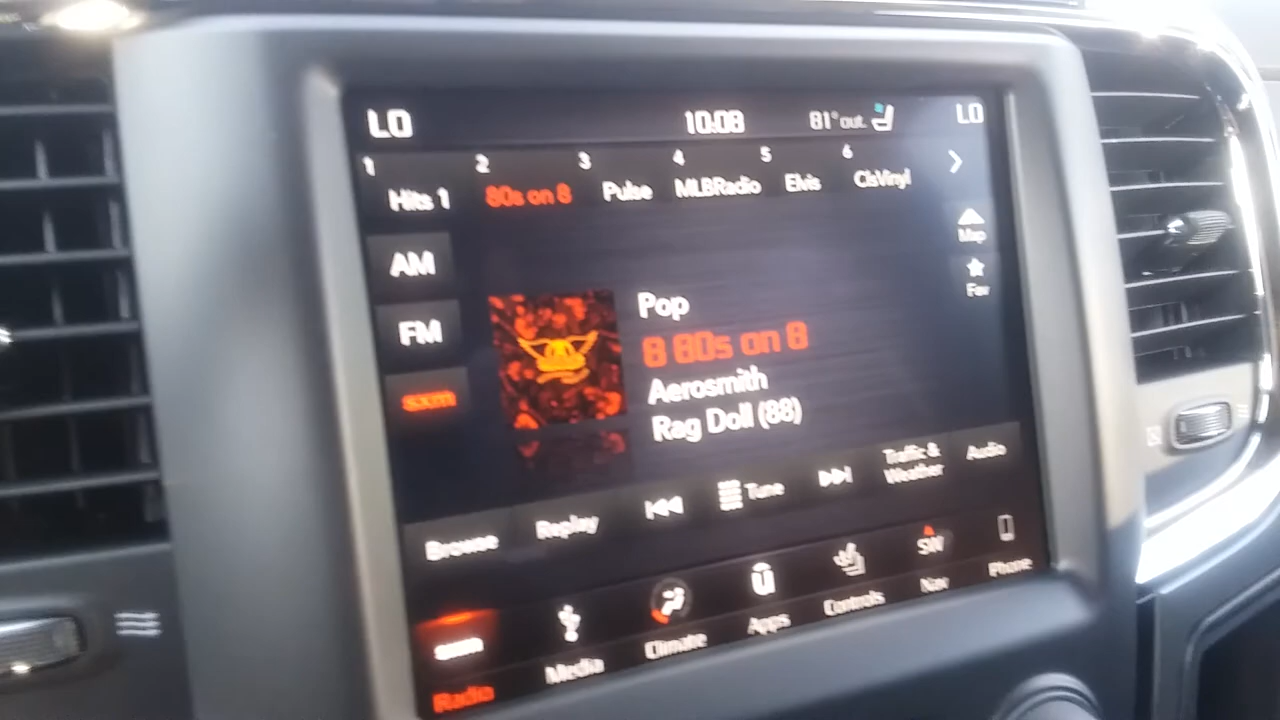 LO 10:08 81° out. LO
1 2 3 4 5 6
Hits 1 80s on 8 Pulse MLBRadio Elvis ClsVinyl
Map
AM
Fav
Pop
FM
8 80s on 8
Aerosmith
sxm
Rag Doll (88)
Browse Replay Tune Traffic & Weather Audio
SW
sxm
Radio Media Climate Apps Controls Nav Phone